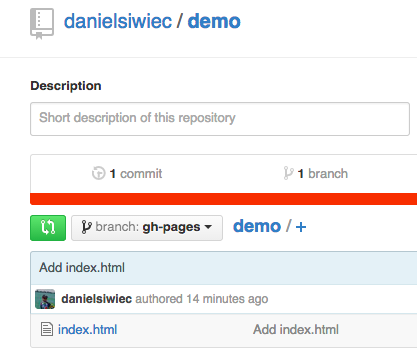 danielsiwiec / demo
Description
Short description of this repository
1 commit 1 branch
branch: gh-pages demo / +
Add index.html
danielsiwiec authored 14 minutes ago
index.html Add index.html